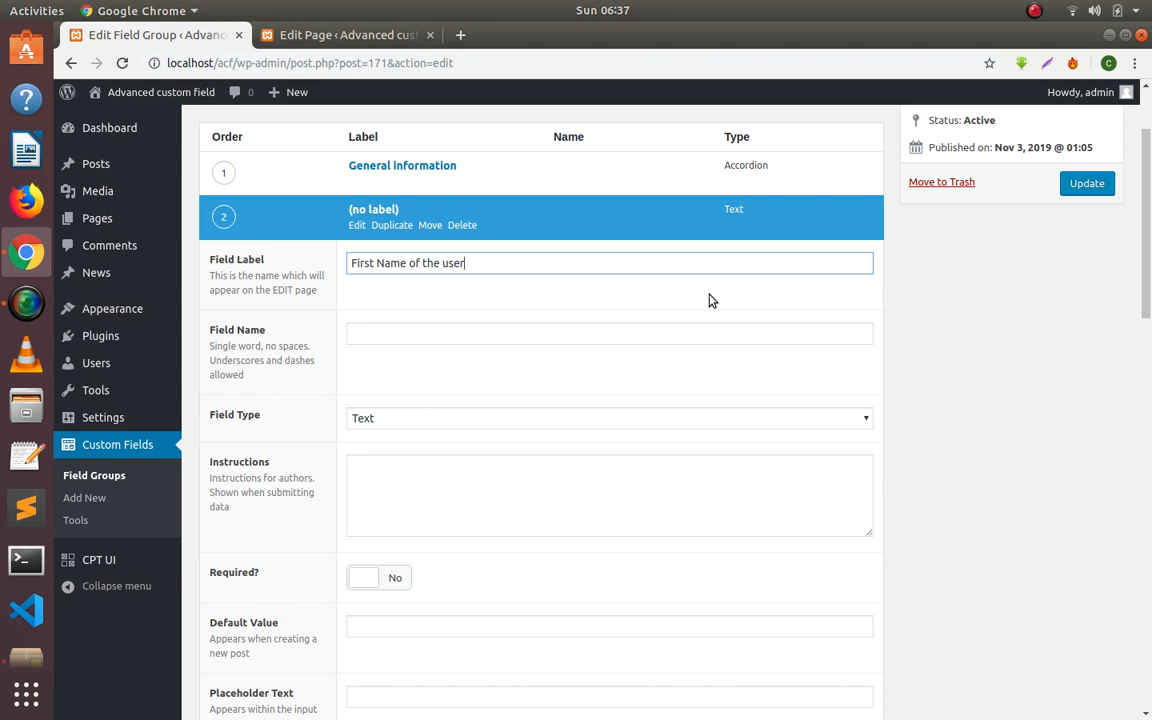 Activities Google Chrome Sun 06:37
Edit Field Group ‹ Advanc Edit Page ‹ Advanced cust
localhost/acf/wp-admin/post.php?post=171&action=edit C
Advanced custom field 0 New Howdy, admin
Dashboard
Posts
Media
Pages
Comments
News
Appearance
Plugins
Users
Tools
Settings
Custom Fields
Field Groups
Add New
Tools
CPT UI
Collapse menu
Order Label Name Type
1 General information Accordion
2 (no label) Text
Edit Duplicate Move Delete
Field Label
This is the name which will
appear on the EDIT page
First Name of the user
Field Name
Single word, no spaces.
Underscores and dashes
allowed
Field Type
Text
Instructions
Instructions for authors.
Shown when submitting
data
Required?
No
Default Value
Appears when creating a
new post
Placeholder Text
Appears within the input
Status: Active
Published on: Nov 3, 2019 @ 01:05
Move to Trash Update